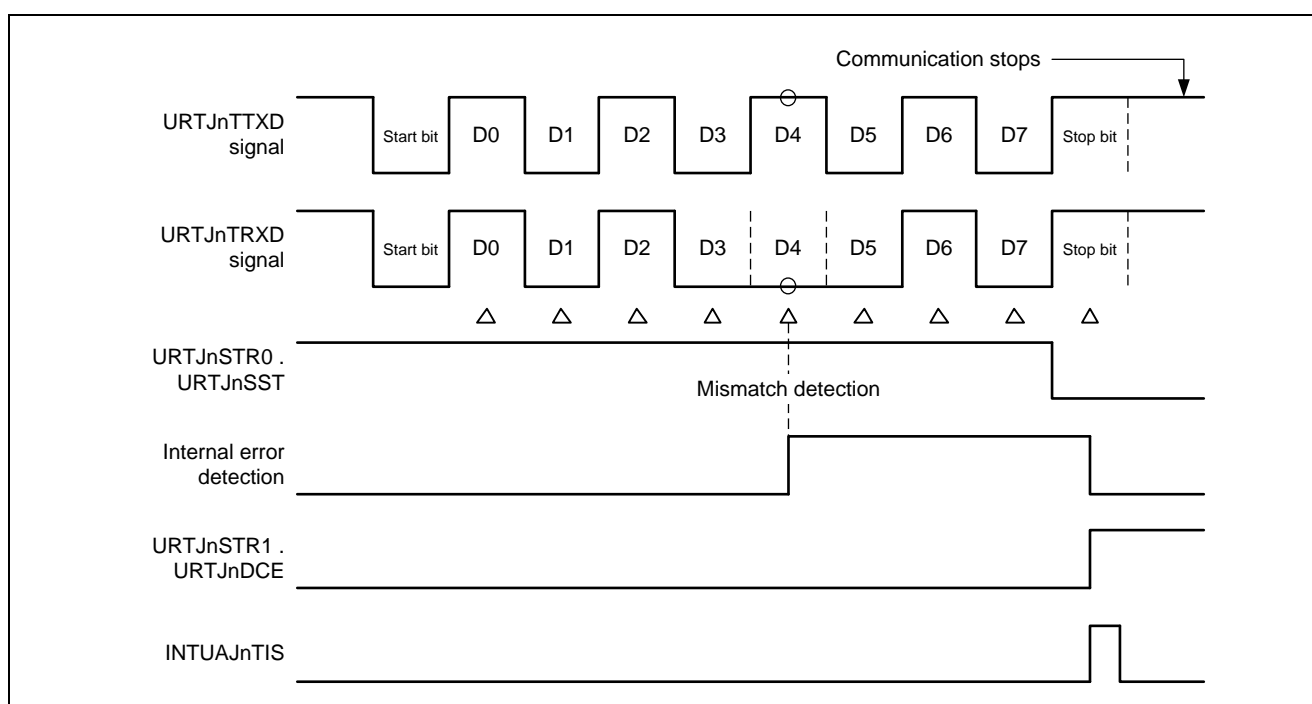 Communication stops
URTJnTTXD
signal
Start bit D0 D1 D2 D3 D4 D5 D6 D7 Stop bit
URTJnTRXD
signal
Start bit D0 D1 D2 D3 D4 D5 D6 D7 Stop bit
URTJnSTR0 .
URTJnSST
Mismatch detection
Internal error
detection
URTJnSTR1 .
URTJnDCE
INTUAJnTIS